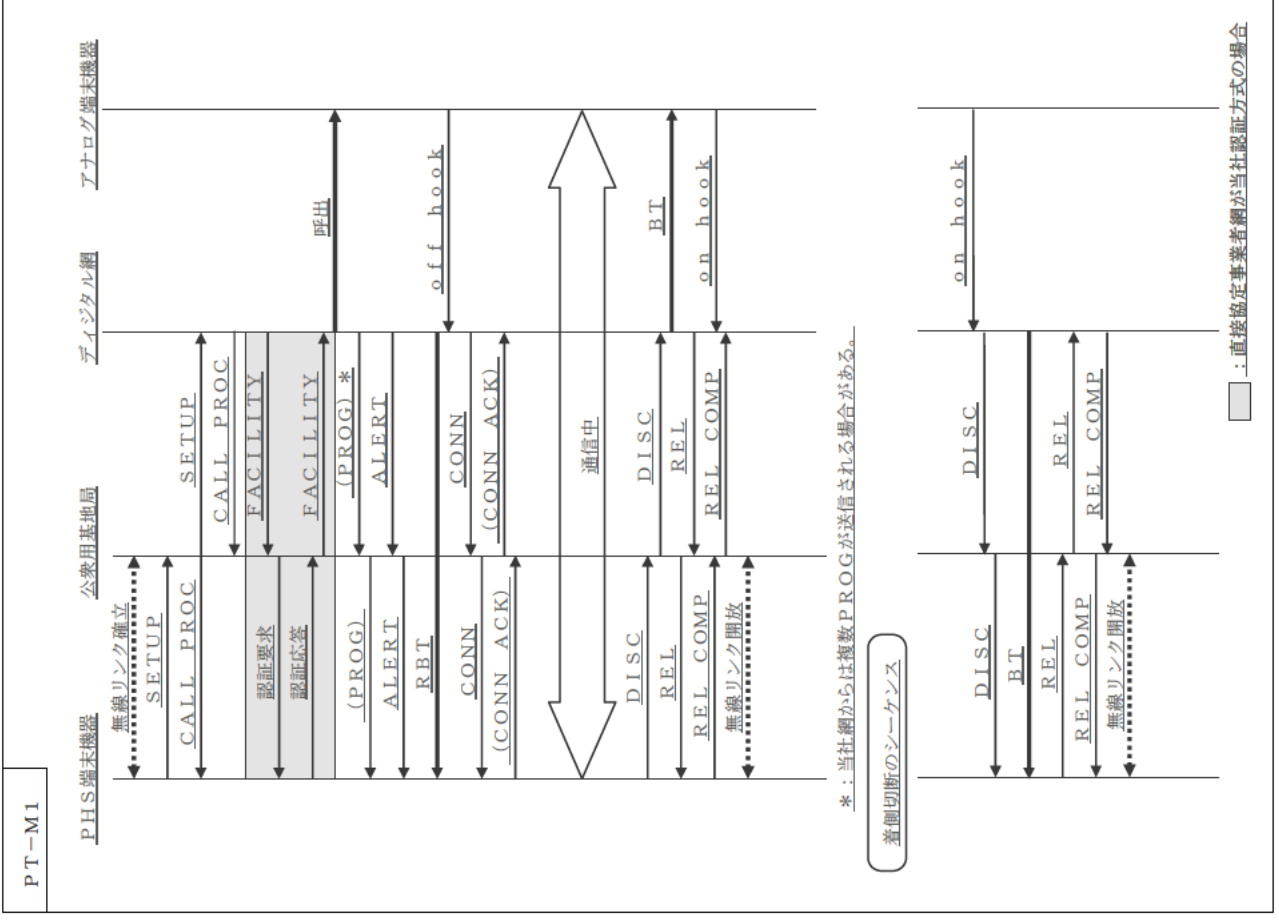 PT－M1
PHS端末機器
公衆用基地局
ディジタル網
アナログ端末機器
無線リンク確立
SETUP
SETUP
CALL PROC
CALL PROC
FACILITY
認証要求
認証応答
FACILITY
呼出
(PROG)
(PROG)＊
ALERT
ALERT
RBT
off hook
CONN
CONN
(CONN ACK)
(CONN ACK)
通信中
DISC
DISC
BT
REL
REL
on hook
REL COMP
REL COMP
無線リンク開放
＊：当社網からは複数PROGが送信される場合がある。
着側切断のシーケンス
on hook
DISC
DISC
BT
REL
REL
REL COMP
REL COMP
無線リンク開放
：直接協定事業者網が当社認証方式の場合